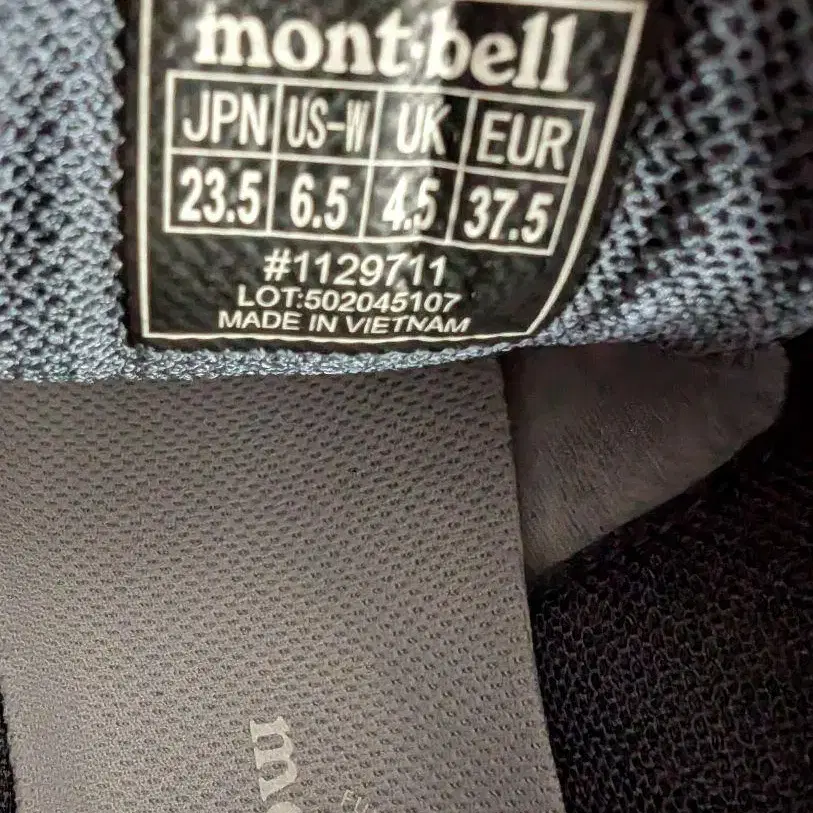 mont·bell
JPN US-W UK EUR
23.5 6.5 4.5 37.5
#1129711
LOT:502045107
MADE IN VIETNAM
m